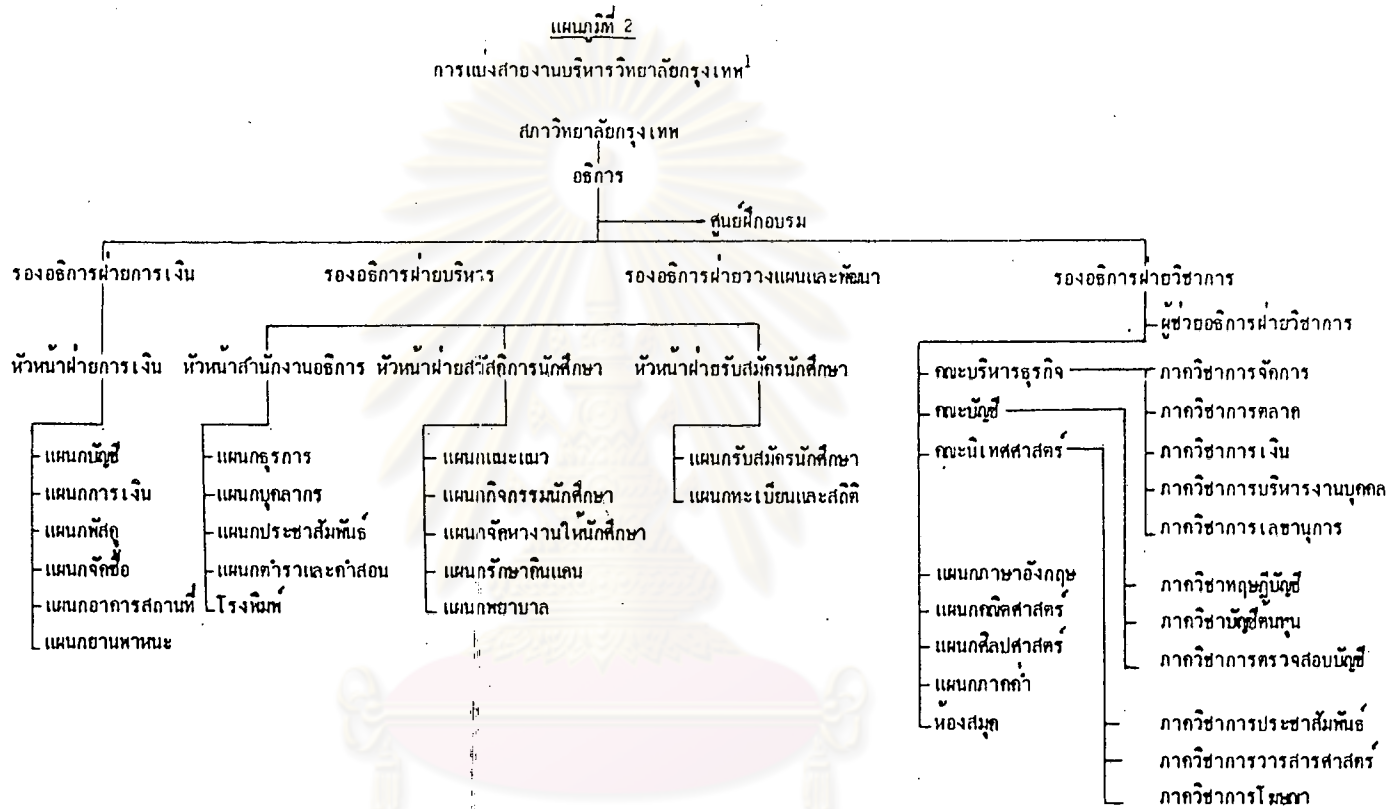 แผนภูมิที่ 2
การแบ่งสายงานบริหารวิทยาลัยกรุงเทพ1
สภาวิทยาลัยกรุงเทพ
อธิการ
ศูนย์ฝึกอบรม
รองอธิการฝ่ายการเงิน
รองอธิการฝ่ายบริหาร
รองอธิการฝ่ายวางแผนและพัฒนา
รองอธิการฝ่ายวิชาการ
ผู้ช่วยอธิการฝ่ายวิชาการ
หัวหน้าฝ่ายการเงิน
แผนกบัญชี
แผนกการเงิน
แผนกพัสดุ
แผนกจัดซื้อ
แผนกอาคารสถานที่
แผนกยานพาหนะ
หัวหน้าสำนักงานอธิการ
แผนกธุรการ
แผนกบุคลากร
แผนกประชาสัมพันธ์
แผนกตำราและคำสอน
โรงพิมพ์
หัวหน้าฝ่ายสวัสดิการนักศึกษา
แผนกแนะแนว
แผนกกิจกรรมนักศึกษา
แผนกจัดหางานให้นักศึกษา
แผนกรักษาดินแดน
แผนกพยาบาล
หัวหน้าฝ่ายรับสมัครนักศึกษา
แผนกรับสมัครนักศึกษา
แผนกทะเบียนและสถิติ
คณะบริหารธุรกิจ
คณะบัญชี
คณะนิเทศศาสตร์
แผนกภาษาอังกฤษ
แผนกคณิตศาสตร์
แผนกศิลปศาสตร์
แผนกภาคค่ำ
ห้องสมุด
ภาควิชาการจัดการ
ภาควิชาการตลาด
ภาควิชาการเงิน
ภาควิชาการบริหารงานบุคคล
ภาควิชาการเลขานุการ
ภาควิชาทฤษฎีบัญชี
ภาควิชาบัญชีต้นทุน
ภาควิชาการตรวจสอบบัญชี
ภาควิชาการประชาสัมพันธ์
ภาควิชาการวารสารศาสตร์
ภาควิชาการโฆษณา